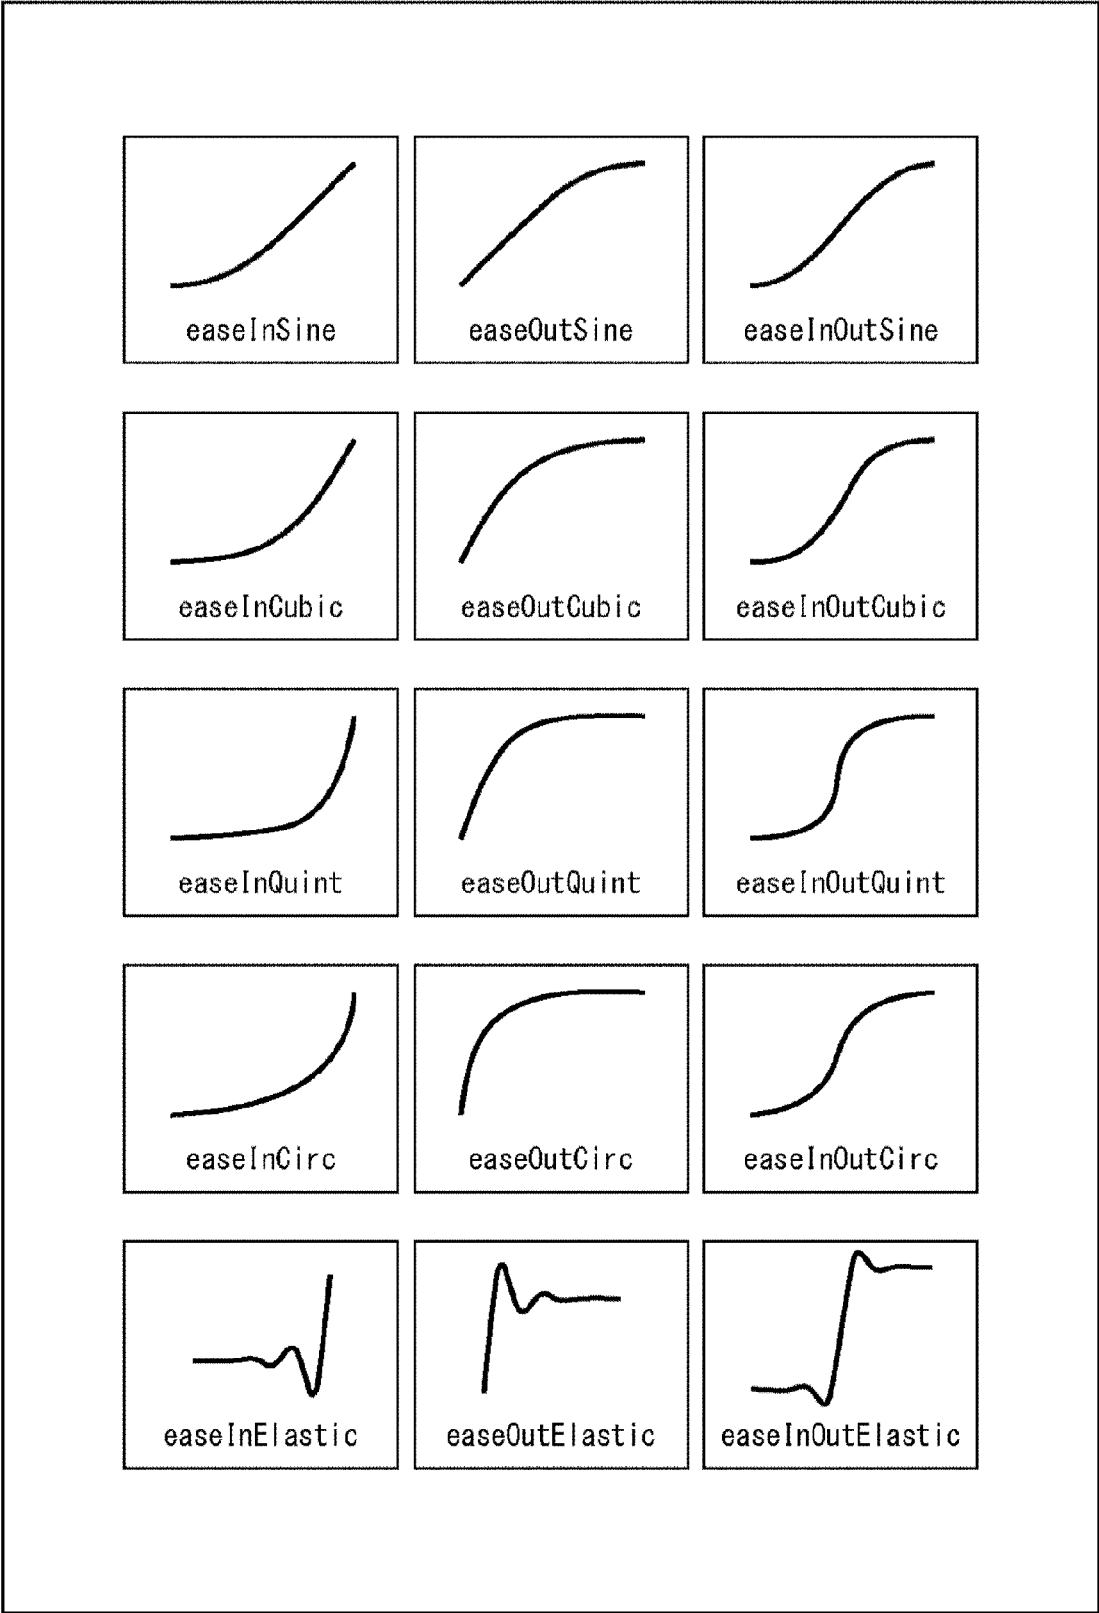 easeInSine
easeOutSine
easeInOutSine
easeInCubic
easeOutCubic
easeInOutCubic
easeInQuint
easeOutQuint
easeInOutQuint
easeInCirc
easeOutCirc
easeInOutCirc
easeInElastic
easeOutElastic
easeInOutElastic